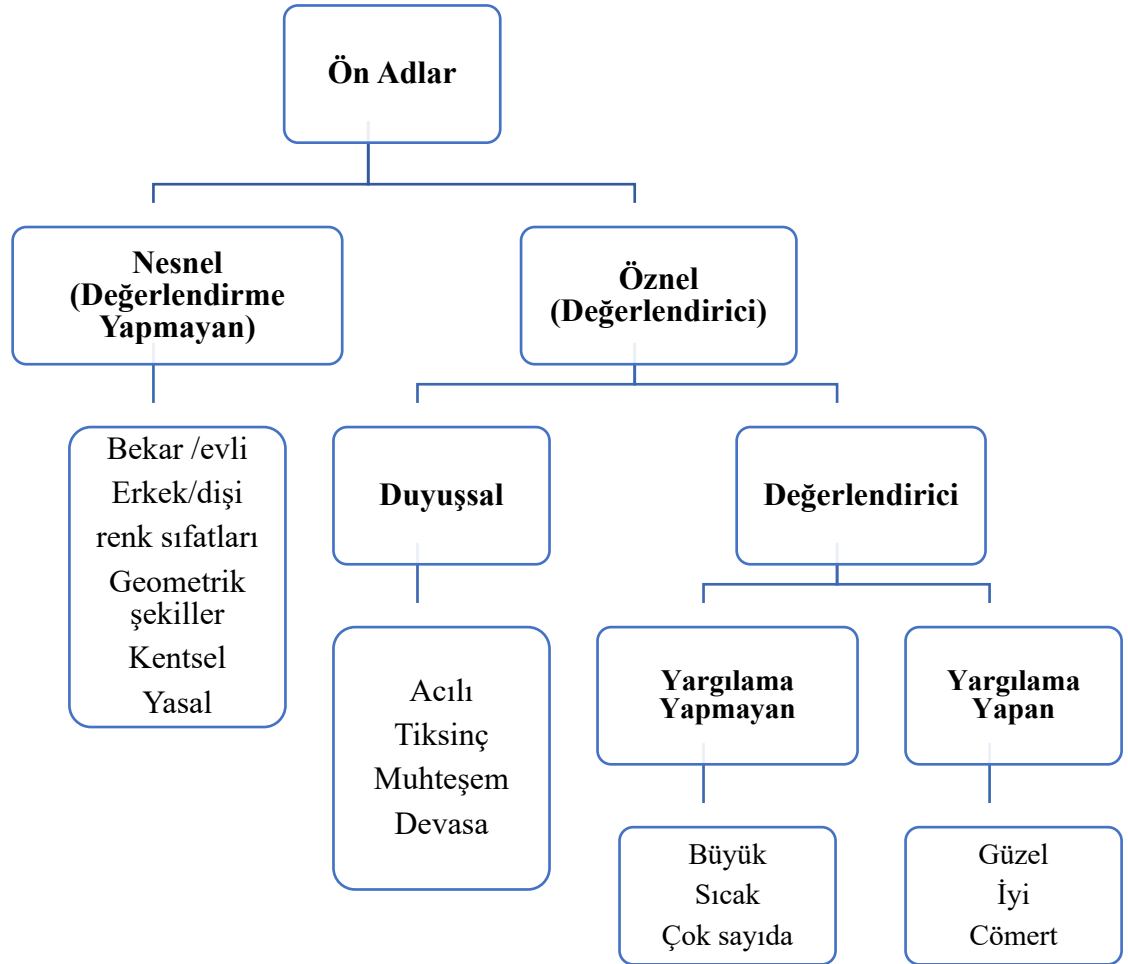 Ön Adlar
Nesnel
(Değerlendirme
Yapmayan)
Öznel
(Değerlendirici)
Bekar /evli
Erkek/dişi
renk sıfatları
Geometrik
şekiller
Kentsel
Yasal
Duyuşsal
Değerlendirici
Acılı
Tiksinç
Muhteşem
Devasa
Yargılama
Yapmayan
Yargılama
Yapan
Büyük
Sıcak
Çok sayıda
Güzel
İyi
Cömert